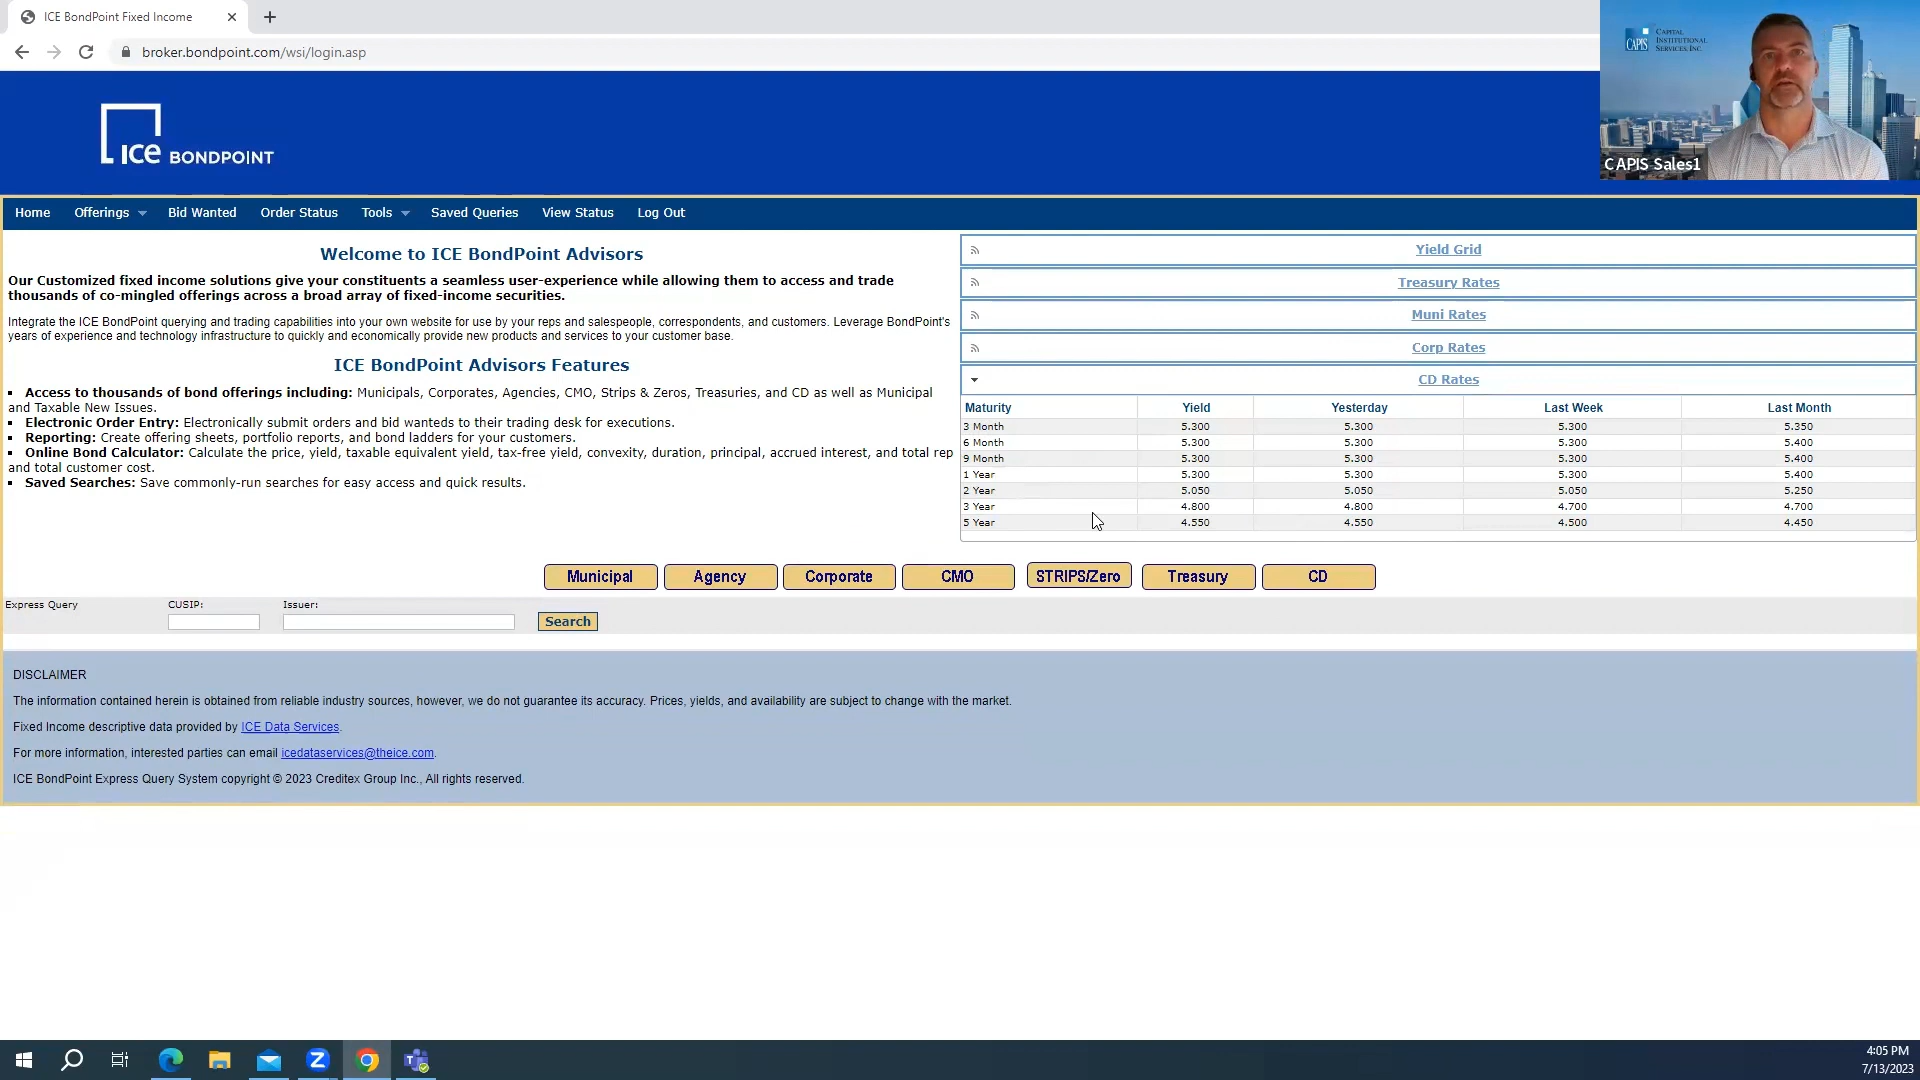 ICE BondPoint Fixed Income
broker.bondpoint.com/wsi/login.asp
CAPIS
CAPITAL
INSTITUTIONAL
SERVICES, INC.
CAPIS Sales1
ice BONDPOINT
Home Offerings Bid Wanted Order Status Tools Saved Queries View Status Log Out
Welcome to ICE BondPoint Advisors
Our Customized fixed income solutions give your constituents a seamless user-experience while allowing them to access and trade
thousands of co-mingled offerings across a broad array of fixed-income securities.
Integrate the ICE BondPoint querying and trading capabilities into your own website for use by your reps and salespeople, correspondents, and customers. Leverage BondPoint's
years of experience and technology infrastructure to quickly and economically provide new products and services to your customer base.
ICE BondPoint Advisors Features
▪ Access to thousands of bond offerings including: Municipals, Corporates, Agencies, CMO, Strips & Zeros, Treasuries, and CD as well as Municipal
and Taxable New Issues.
▪ Electronic Order Entry: Electronically submit orders and bid wanteds to their trading desk for executions.
▪ Reporting: Create offering sheets, portfolio reports, and bond ladders for your customers.
▪ Online Bond Calculator: Calculate the price, yield, taxable equivalent yield, tax-free yield, convexity, duration, principal, accrued interest, and total rep
and total customer cost.
▪ Saved Searches: Save commonly-run searches for easy access and quick results.
Yield Grid
Treasury Rates
Muni Rates
Corp Rates
CD Rates
Maturity Yield Yesterday Last Week Last Month
3 Month 5.300 5.300 5.300 5.350
6 Month 5.300 5.300 5.300 5.400
9 Month 5.300 5.300 5.300 5.400
1 Year 5.300 5.300 5.300 5.400
2 Year 5.050 5.050 5.050 5.250
3 Year 4.800 4.800 4.700 4.700
5 Year 4.550 4.550 4.500 4.450
Municipal Agency Corporate CMO STRIPS/Zero Treasury CD
Express Query CUSIP: Issuer:
Search
DISCLAIMER
The information contained herein is obtained from reliable industry sources, however, we do not guarantee its accuracy. Prices, yields, and availability are subject to change with the market.
Fixed Income descriptive data provided by ICE Data Services.
For more information, interested parties can email icedataservices@theice.com.
ICE BondPoint Express Query System copyright © 2023 Creditex Group Inc., All rights reserved.
4:05 PM
7/13/2023